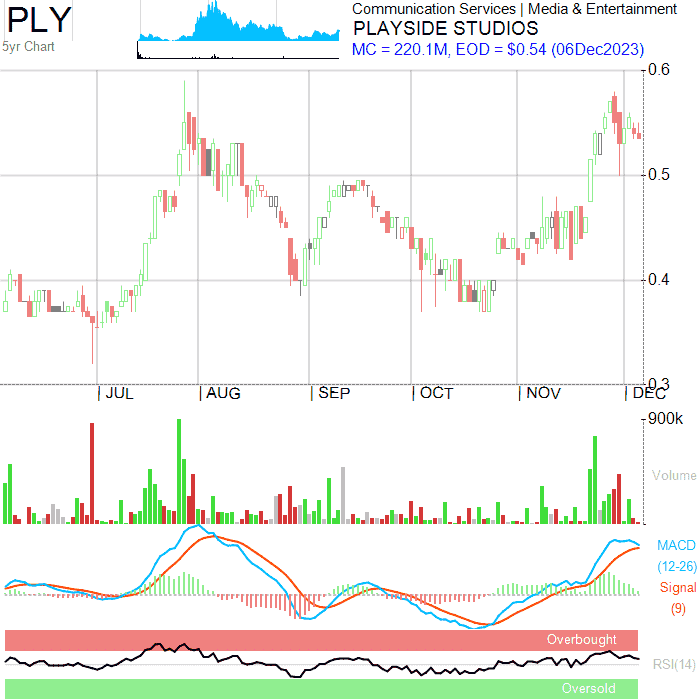 PLY
5yr Chart
Communication Services | Media & Entertainment
PLAYSIDE STUDIOS
MC = 220.1M, EOD = $0.54 (06Dec2023)
0.6
0.5
0.4
0.3
JUL AUG SEP OCT NOV DEC
900k
Volume
MACD
(12-26)
Signal
(9)
Overbought
RSI(14)
Oversold